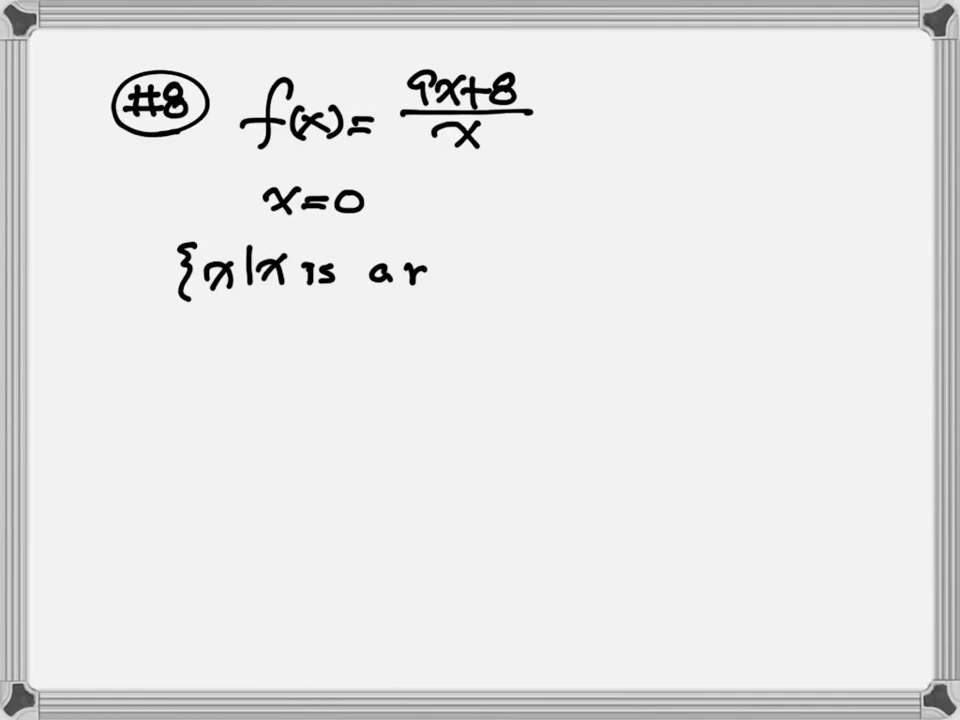 #8 f(x)= 9x+8/x
x=0
{x|x is a r